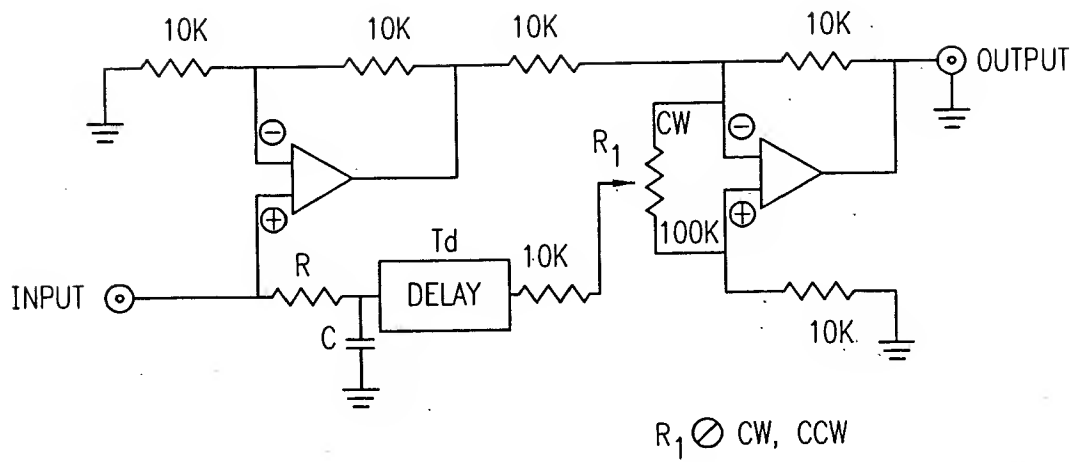 10K 10K 10K 10K
OUTPUT
CW
R1
100K
Td
R 10K
INPUT DELAY
C
10K
R1 CW, CCW